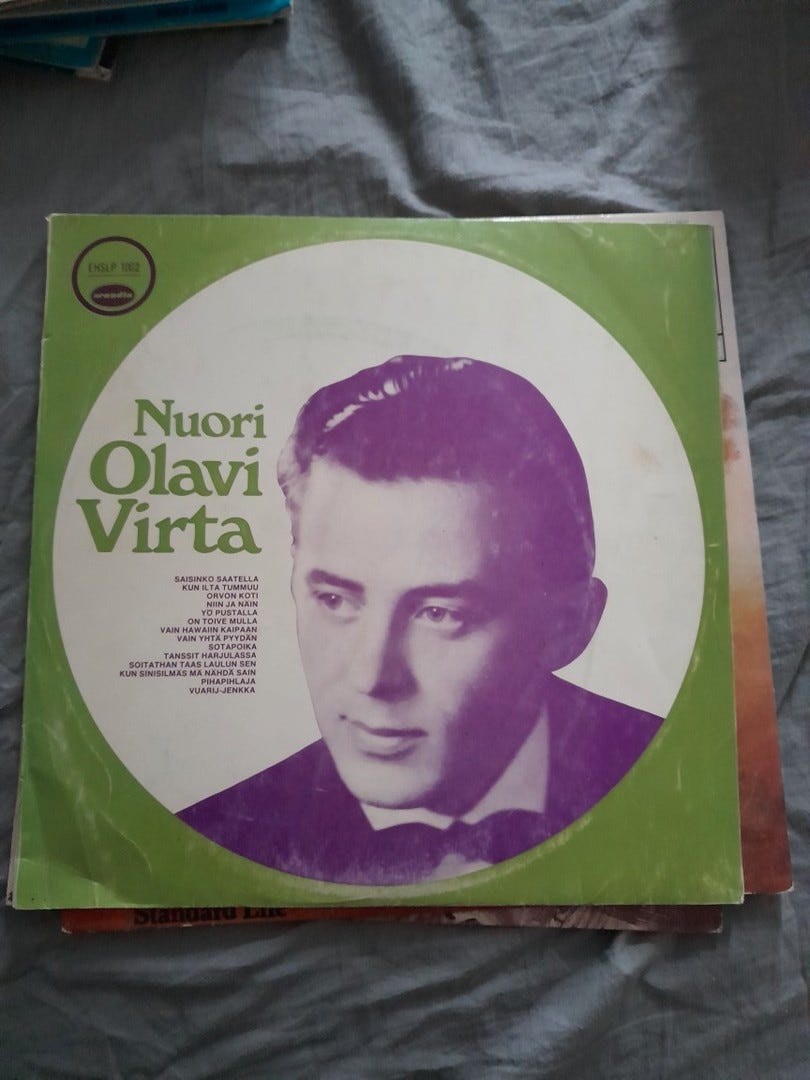 EHSLP 1002
scandia
Nuori
Olavi
Virta
SAISINKO SAATELLA
KUN ILTA TUMMUU
ORVON KOTI
NIIN JA NÄIN
YÖ PUSTALLA
ON TOIVE MULLA
VAIN HAWAIIN KAIPAAN
VAIN YHTÄ PYYDÄN
SOTAPOIKA
TANSSIT HARJULASSA
SOITATHAN TAAS LAULUN SEN
KUN SINISILMÄS MÄ NÄHDÄ SAIN
PIHAPIHLAJA
VUARIJ-JENKKA
Standard Life